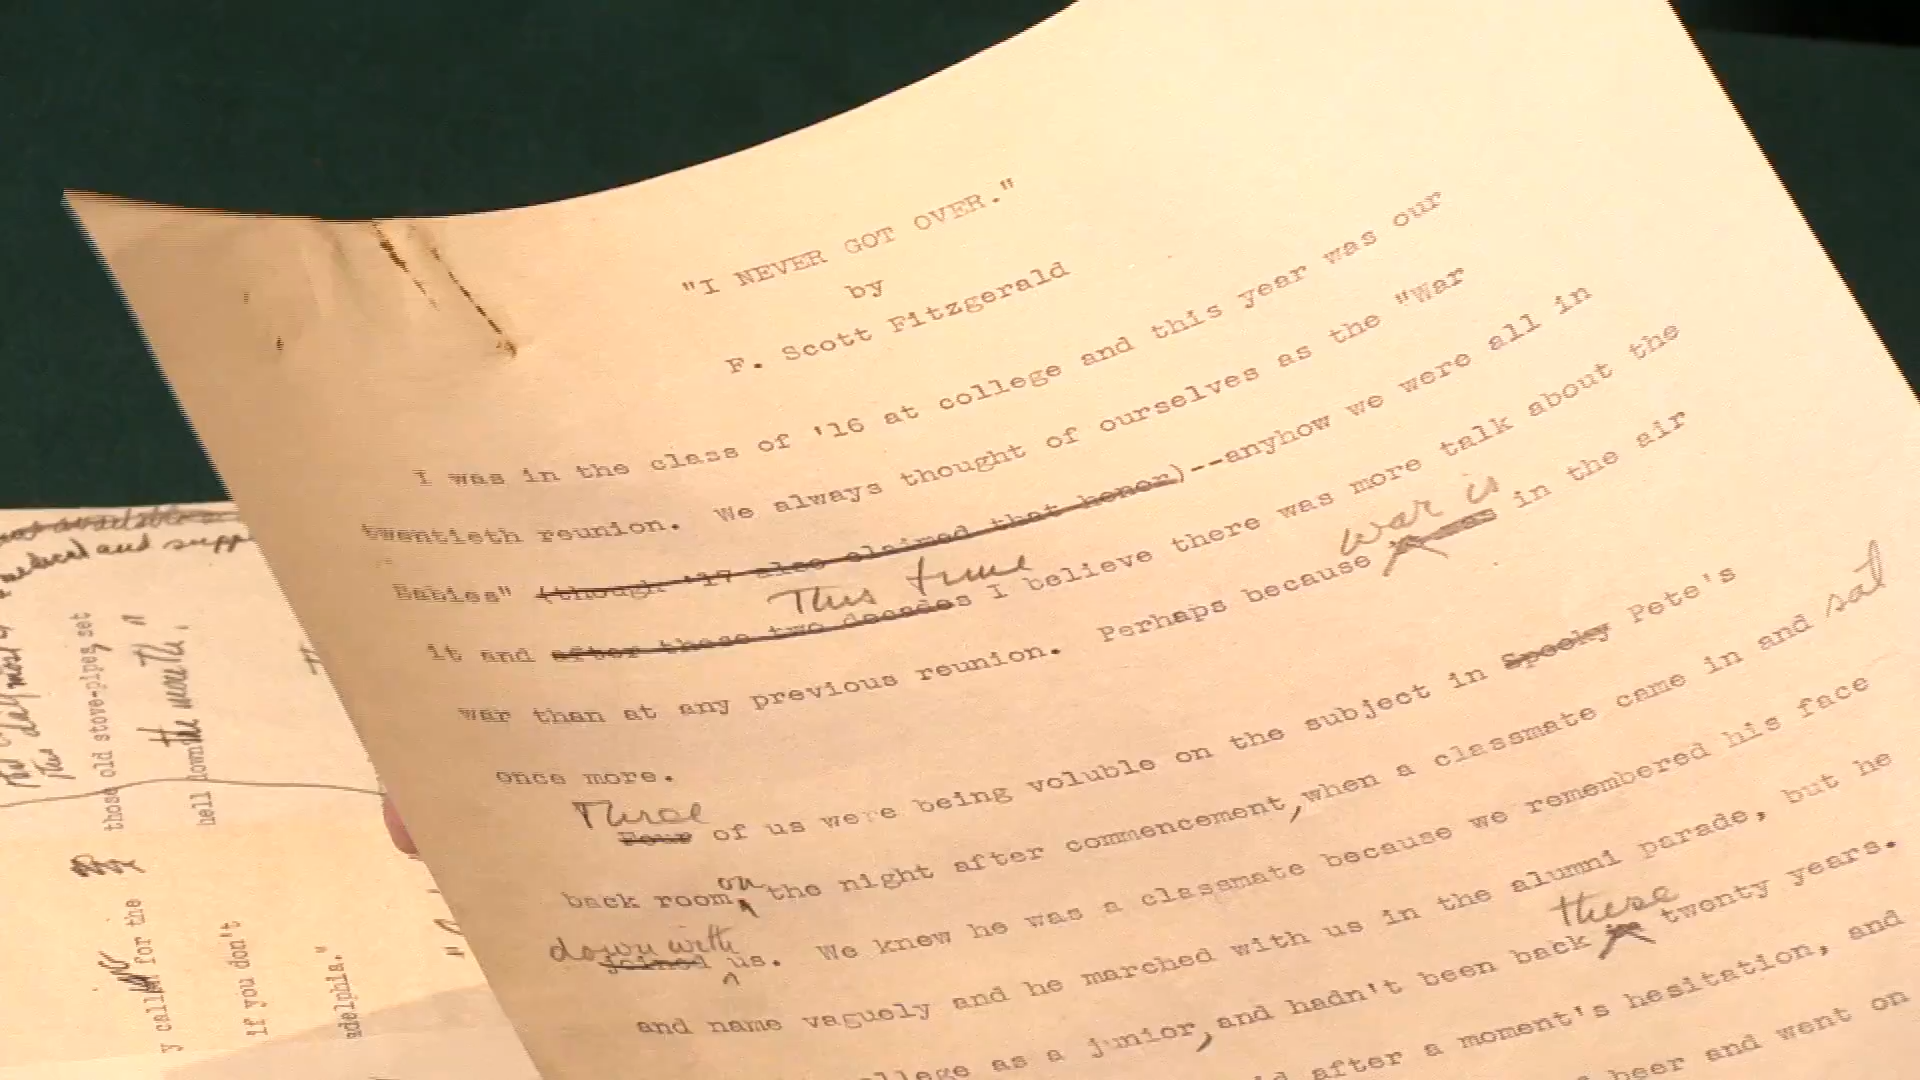 "I NEVER GOT OVER."
by
F. Scott Fitzgerald
I was in the class of '16 at college and this year was our
twentieth reunion. We always thought of ourselves as the "War
Babies" (though '17 also claimed that honor)--anyhow we were all in
This time
it and after these two decades I believe there was more talk about the
war is
war than at any previous reunion. Perhaps because in the air
once more.
Three
Four of us were being voluble on the subject in Spooky Pete's
on
back room, the night after commencement, when a classmate came in and sat
down with
joined us. We knew he was a classmate because we remembered his face
and name vaguely and he marched with us in the alumni parade, but he
these
college as a junior, and hadn't been back twenty years.
after a moment's hesitation, and
beer and went on
medical and supp
those old stove-pipes, set
the mouth"
hell down
for the
if you don't
adelphia."